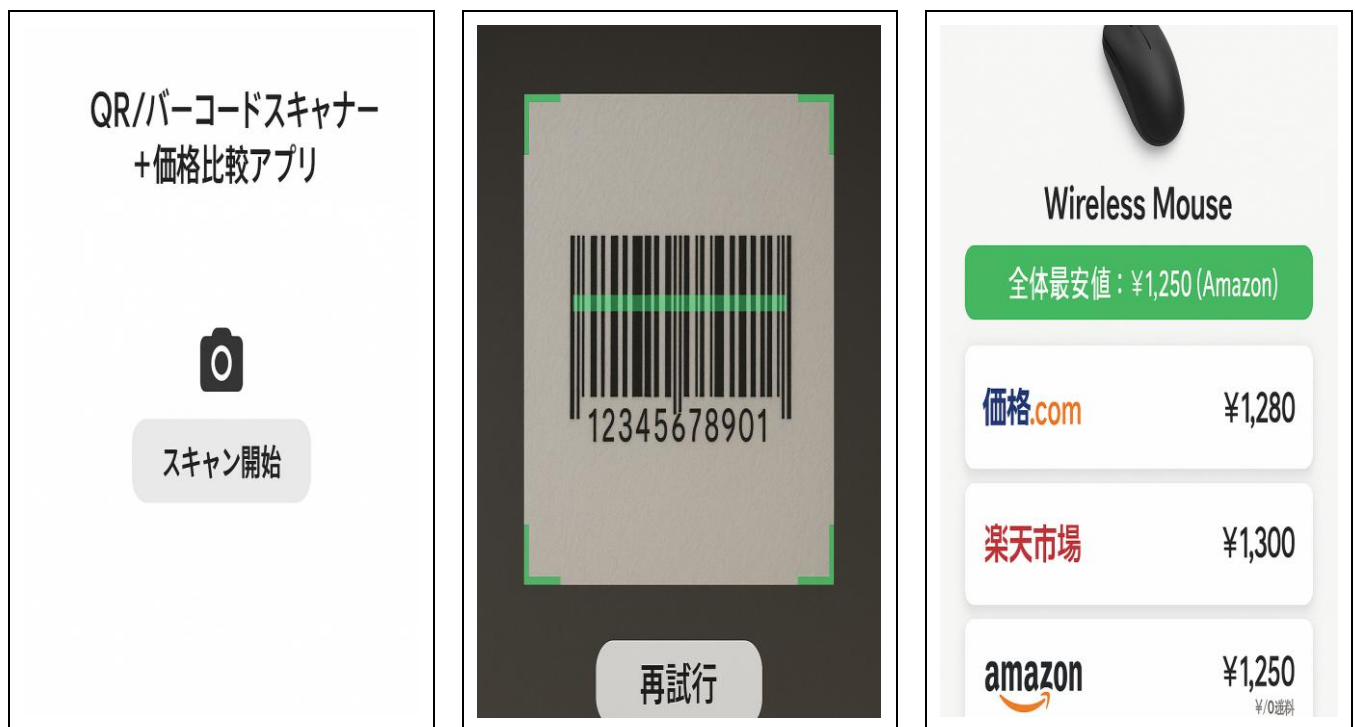 QR/バーコードスキャナー
+価格比較アプリ
スキャン開始
12345678901
再試行
Wireless Mouse
全体最安値：¥1,250 (Amazon)
価格.com
¥1,280
楽天市場
¥1,300
amazon
¥1,250